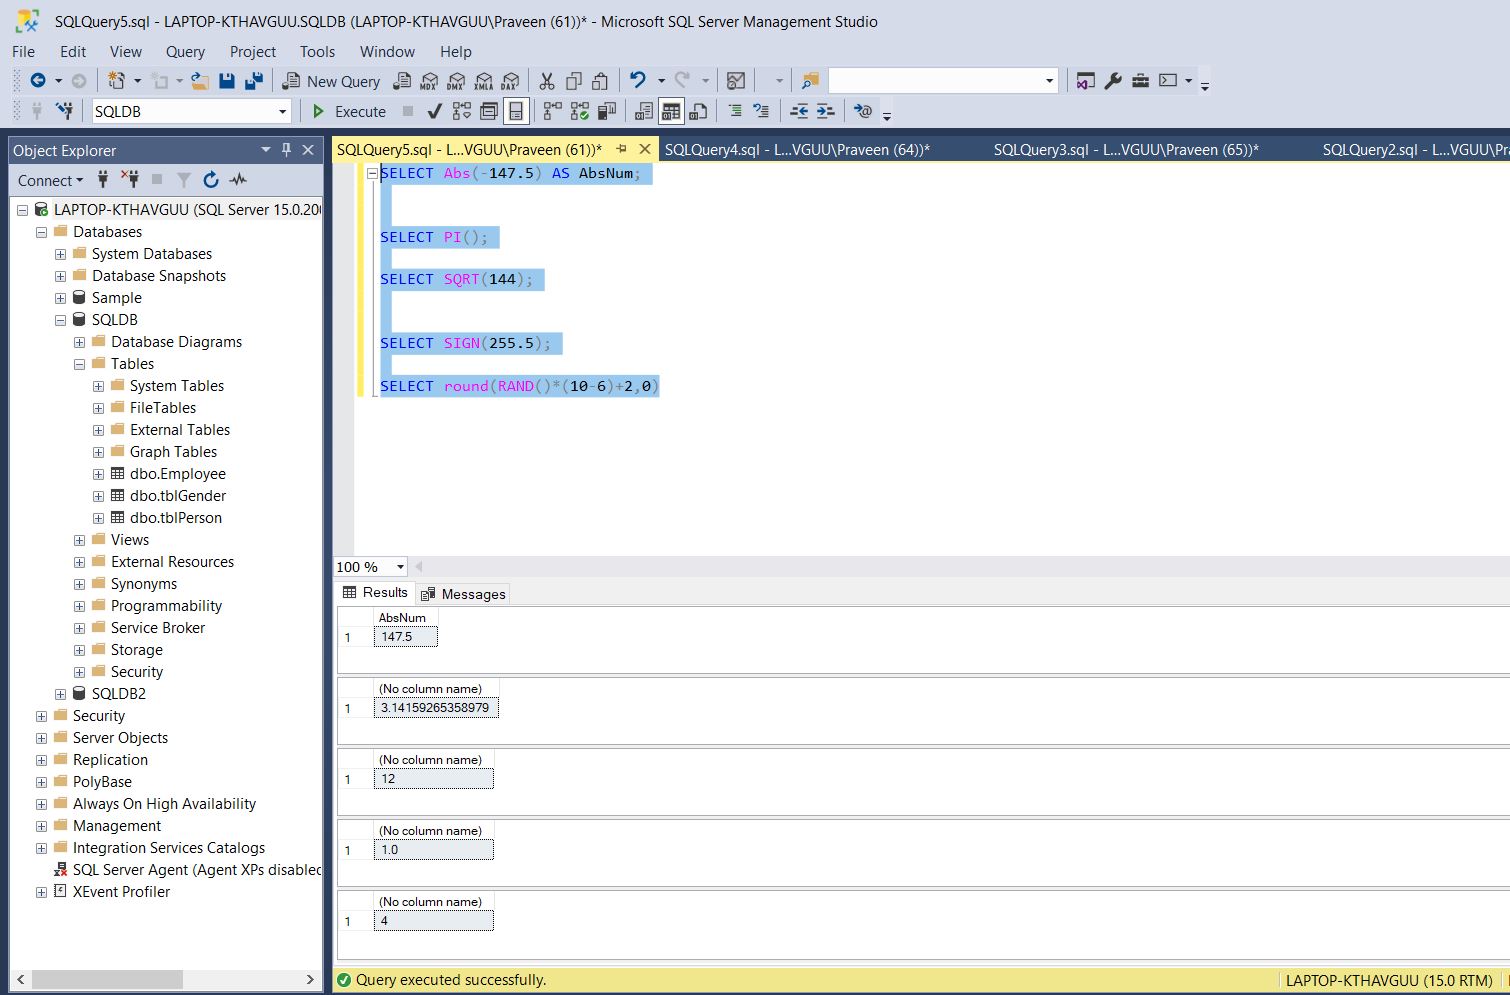 SQLQuery5.sql - LAPTOP-KTHAVGUU.SQLDB (LAPTOP-KTHAVGUU\Praveen (61))* - Microsoft SQL Server Management Studio
File Edit View Query Project Tools Window Help
New Query MDX DMX XMLA DAX
SQLDB Execute
Object Explorer
Connect
LAPTOP-KTHAVGUU (SQL Server 15.0.200
Databases
System Databases
Database Snapshots
Sample
SQLDB
Database Diagrams
Tables
System Tables
FileTables
External Tables
Graph Tables
dbo.Employee
dbo.tblGender
dbo.tblPerson
Views
External Resources
Synonyms
Programmability
Service Broker
Storage
Security
SQLDB2
Security
Server Objects
Replication
PolyBase
Always On High Availability
Management
Integration Services Catalogs
SQL Server Agent (Agent XPs disabled
XEvent Profiler
SQLQuery5.sql - L...VGUU\Praveen (61))* SQLQuery4.sql - L...VGUU\Praveen (64))* SQLQuery3.sql - L...VGUU\Praveen (65))* SQLQuery2.sql - L...VGUU\Pr
SELECT Abs(-147.5) AS AbsNum;
SELECT PI();
SELECT SQRT(144);
SELECT SIGN(255.5);
SELECT round(RAND()*(10-6)+2,0)
100 %
Results Messages
AbsNum
1 147.5
(No column name)
1 3.14159265358979
(No column name)
1 12
(No column name)
1 1.0
(No column name)
1 4
Query executed successfully. LAPTOP-KTHAVGUU (15.0 RTM)